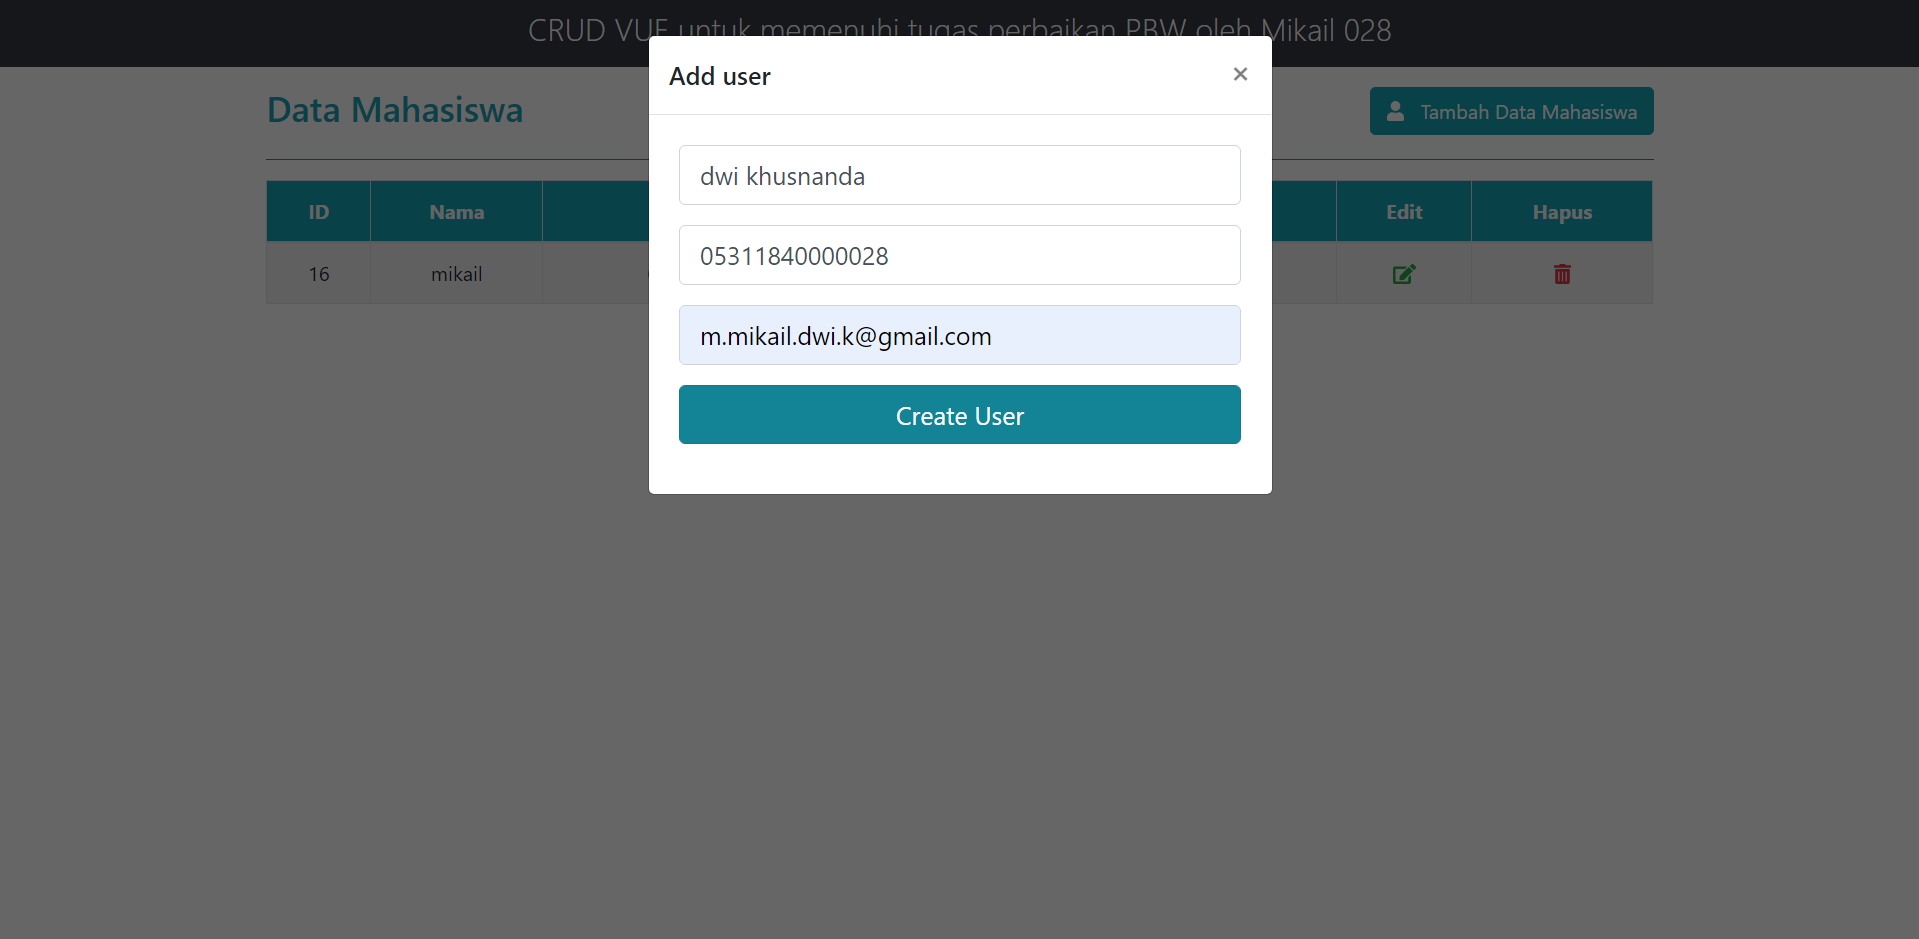 CRUD VUE untuk memenuhi tugas perbaikan PBW oleh Mikail 028
Add user
×
Data Mahasiswa
Tambah Data Mahasiswa
dwi khusnanda
ID Nama Edit Hapus
05311840000028
16 mikail
m.mikail.dwi.k@gmail.com
Create User